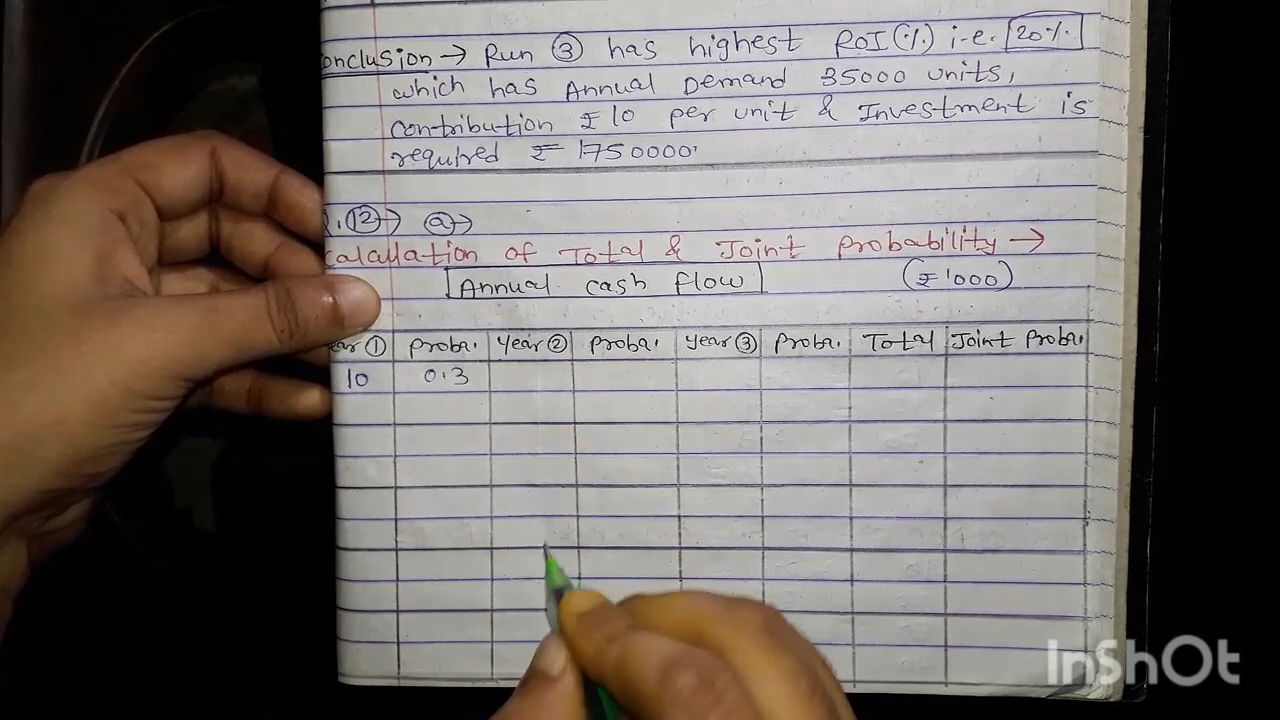 onclusion → Run ③ has highest ROI(%) i.e. 20%.
which has Annual Demand 35000 units,
contribution ₹10 per unit & Investment is
required ₹ 1750000.
⑫→ ⓐ→
calculation of Total & Joint probability →
Annual cash flow (₹'000)
ear ① Proba. Year ② Proba. Year ③ Proba. Total Joint Proba.
10 0.3
InShOt